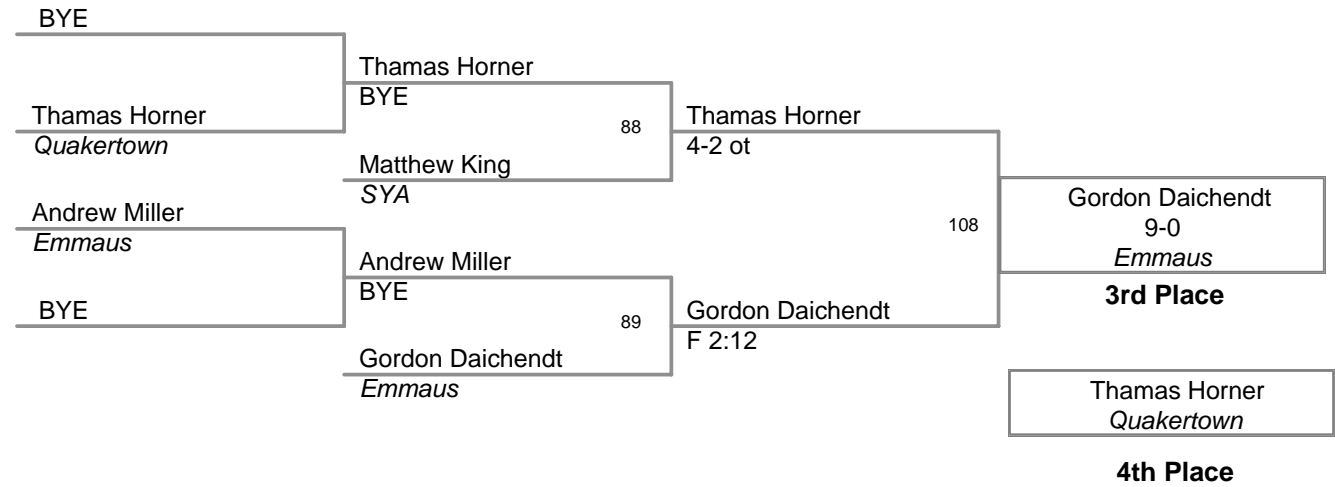 BYE
Thamas Horner
Quakertown
Andrew Miller
Emmaus
BYE
Thamas Horner
BYE
88
Matthew King
SYA
Andrew Miller
BYE
89
Gordon Daichendt
Emmaus
Thamas Horner
4-2 ot
108
Gordon Daichendt
F 2:12
Gordon Daichendt
9-0
Emmaus
3rd Place
Thamas Horner
Quakertown
4th Place